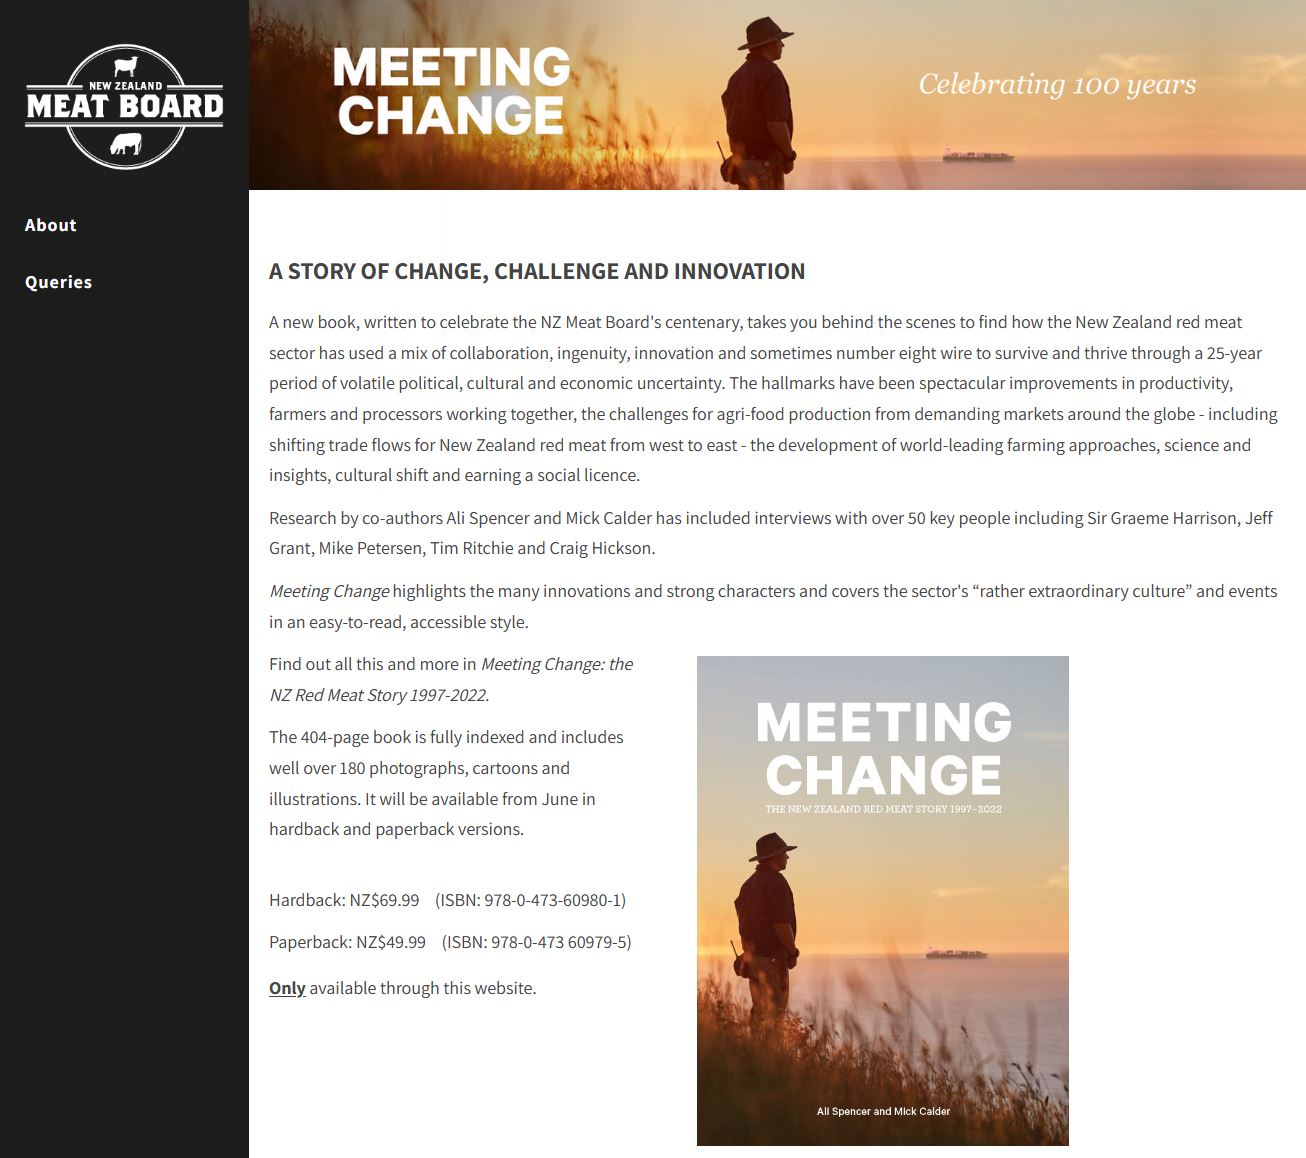 NEW ZEALAND
MEAT BOARD
About
Queries
MEETING
CHANGE
Celebrating 100 years
A STORY OF CHANGE, CHALLENGE AND INNOVATION
A new book, written to celebrate the NZ Meat Board's centenary, takes you behind the scenes to find how the New Zealand red meat
sector has used a mix of collaboration, ingenuity, innovation and sometimes number eight wire to survive and thrive through a 25-year
period of volatile political, cultural and economic uncertainty. The hallmarks have been spectacular improvements in productivity,
farmers and processors working together, the challenges for agri-food production from demanding markets around the globe - including
shifting trade flows for New Zealand red meat from west to east - the development of world-leading farming approaches, science and
insights, cultural shift and earning a social licence.
Research by co-authors Ali Spencer and Mick Calder has included interviews with over 50 key people including Sir Graeme Harrison, Jeff
Grant, Mike Petersen, Tim Ritchie and Craig Hickson.
Meeting Change highlights the many innovations and strong characters and covers the sector's “rather extraordinary culture” and events
in an easy-to-read, accessible style.
Find out all this and more in Meeting Change: the
NZ Red Meat Story 1997-2022.
The 404-page book is fully indexed and includes
well over 180 photographs, cartoons and
illustrations. It will be available from June in
hardback and paperback versions.
Hardback: NZ$69.99 (ISBN: 978-0-473-60980-1)
Paperback: NZ$49.99 (ISBN: 978-0-473 60979-5)
Only available through this website.
MEETING
CHANGE
THE NEW ZEALAND RED MEAT STORY 1997–2022
Ali Spencer and Mick Calder